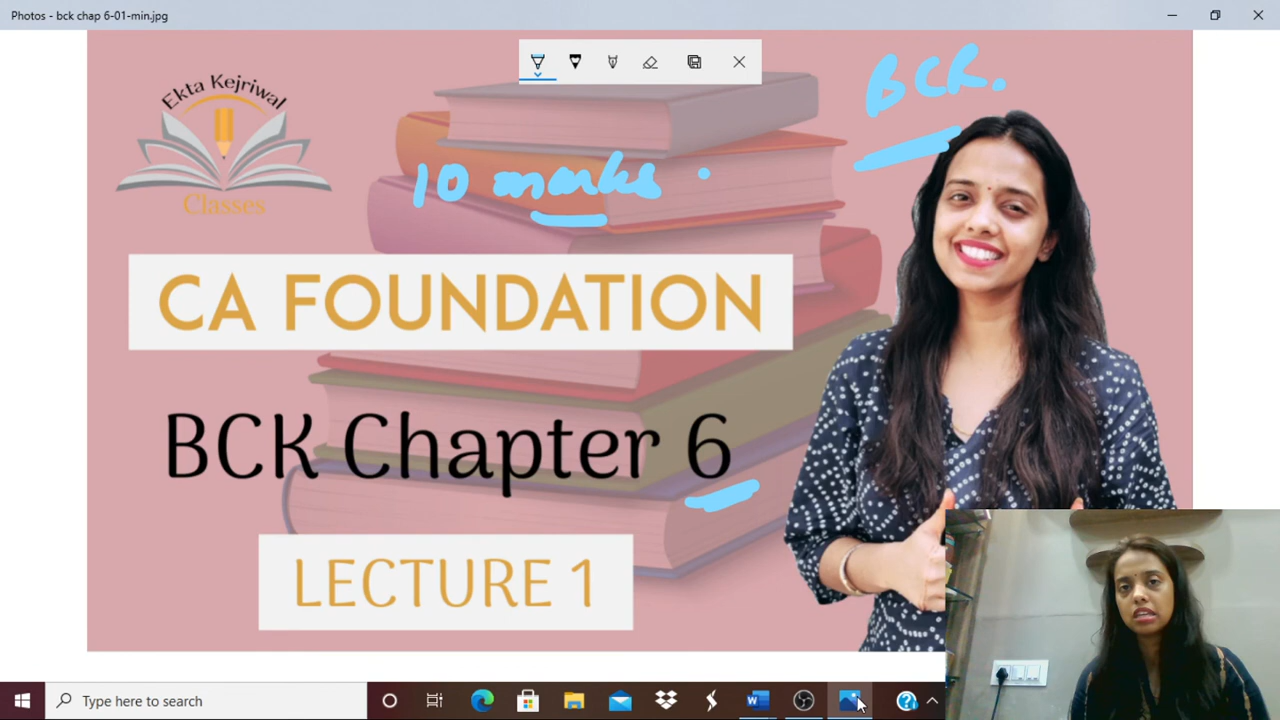 Photos - bck chap 6-01-min.jpg
BCK.
Ekta Kejriwal
Classes
10 marks .
CA FOUNDATION
BCK Chapter 6
LECTURE 1
Type here to search